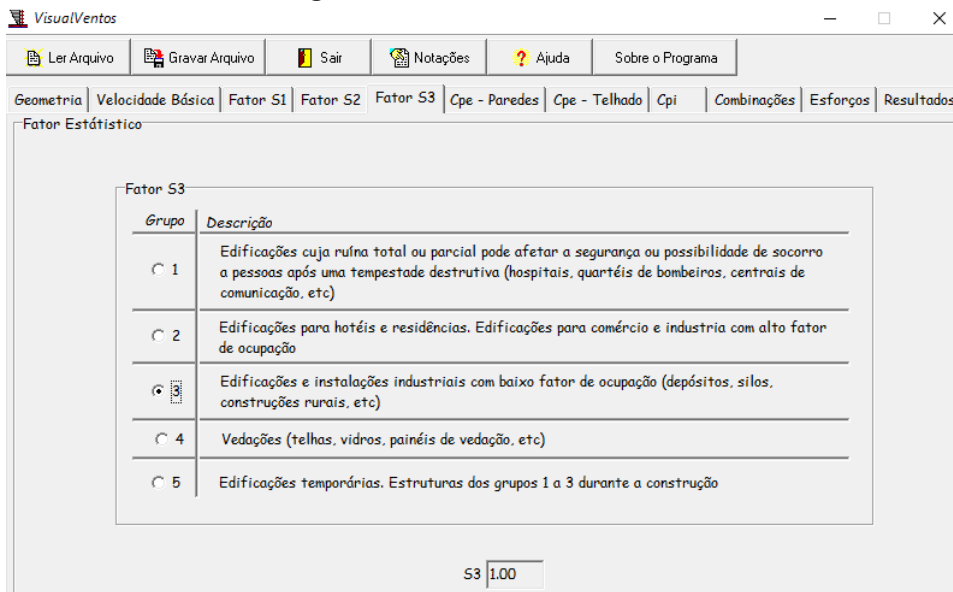 VisualVentos
Ler Arquivo Gravar Arquivo Sair Notações Ajuda Sobre o Programa
Geometria Velocidade Básica Fator S1 Fator S2 Fator S3 Cpe - Paredes Cpe - Telhado Cpi Combinações Esforços Resultados
Fator Estátistico
Fator S3
Grupo Descrição
Edificações cuja ruína total ou parcial pode afetar a segurança ou possibilidade de socorro
1 a pessoas após uma tempestade destrutiva (hospitais, quartéis de bombeiros, centrais de
comunicação, etc)
Edificações para hotéis e residências. Edificações para comércio e industria com alto fator
2 de ocupação
Edificações e instalações industriais com baixo fator de ocupação (depósitos, silos,
3 construções rurais, etc)
4 Vedações (telhas, vidros, painéis de vedação, etc)
5 Edificações temporárias. Estruturas dos grupos 1 a 3 durante a construção
S3 1.00